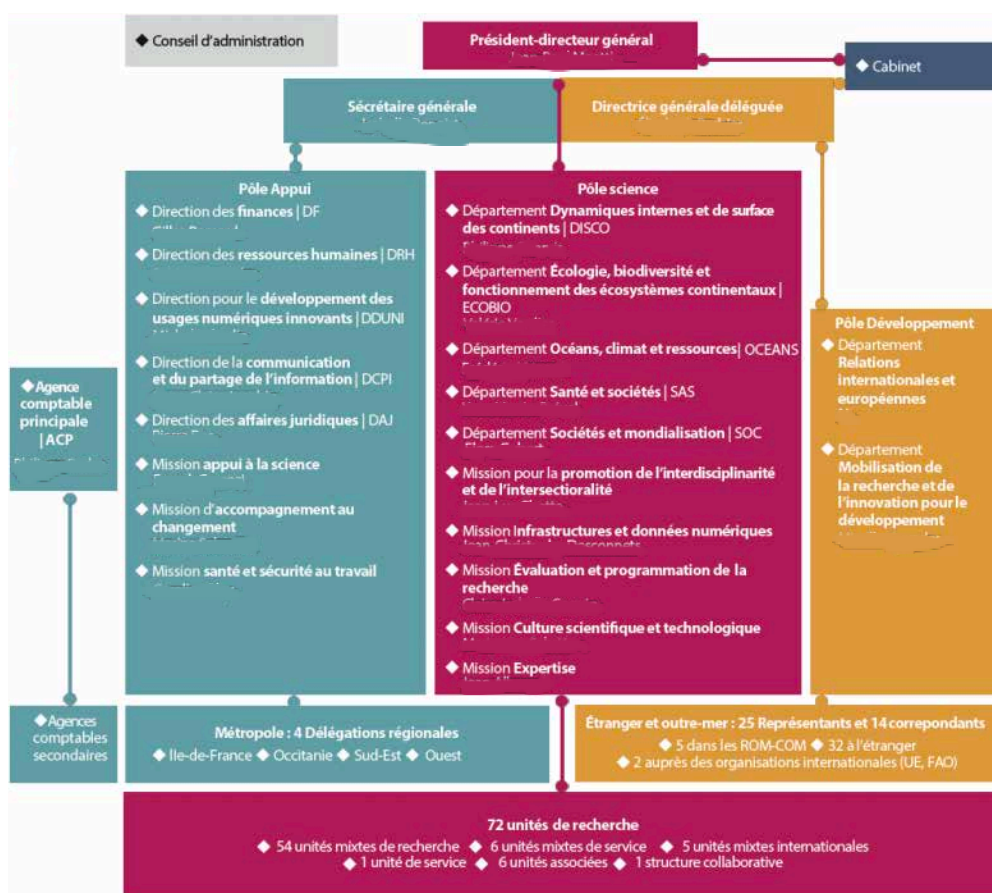 ◆ Conseil d'administration
Président-directeur général
◆ Cabinet
Sécrétaire générale
Directrice générale déléguée
Pôle Appui
◆ Direction des finances | DF
◆ Direction des ressources humaines | DRH
◆ Direction pour le développement des
usages numériques innovants | DDUNI
◆ Direction de la communication
et du partage de l'information | DCPI
◆ Direction des affaires juridiques | DAJ
◆ Mission appui à la science
◆ Mission d'accompagnement au
changement
◆ Mission santé et sécurité au travail
Pôle science
◆ Département Dynamiques internes et de surface
des continents | DISCO
◆ Département Écologie, biodiversité et
fonctionnement des écosystèmes continentaux |
ECOBIO
◆ Département Océans, climat et ressources| OCEANS
◆ Département Santé et sociétés | SAS
◆ Département Sociétés et mondialisation | SOC
◆ Mission pour la promotion de l'interdisciplinarité
et de l'intersectioralité
◆ Mission Infrastructures et données numériques
◆ Mission Évaluation et programmation de la
recherche
◆ Mission Culture scientifique et technologique
◆ Mission Expertise
Pôle Développement
◆ Département
Relations
internationales et
européennes
◆ Département
Mobilisation de
la recherche et de
l'innovation pour le
développement
◆ Agence
comptable
principale
| ACP
◆ Agences
comptables
secondaires
Métropole : 4 Délégations régionales
◆ Ile-de-France ◆ Occitanie ◆ Sud-Est ◆ Ouest
Étranger et outre-mer : 25 Représentants et 14 correpondants
◆ 5 dans les ROM-COM ◆ 32 à l'étranger
◆ 2 auprès des organisations internationales (UE, FAO)
72 unités de recherche
◆ 54 unités mixtes de recherche ◆ 6 unités mixtes de service ◆ 5 unités mixtes internationales
◆ 1 unité de service ◆ 6 unités associées ◆ 1 structure collaborative